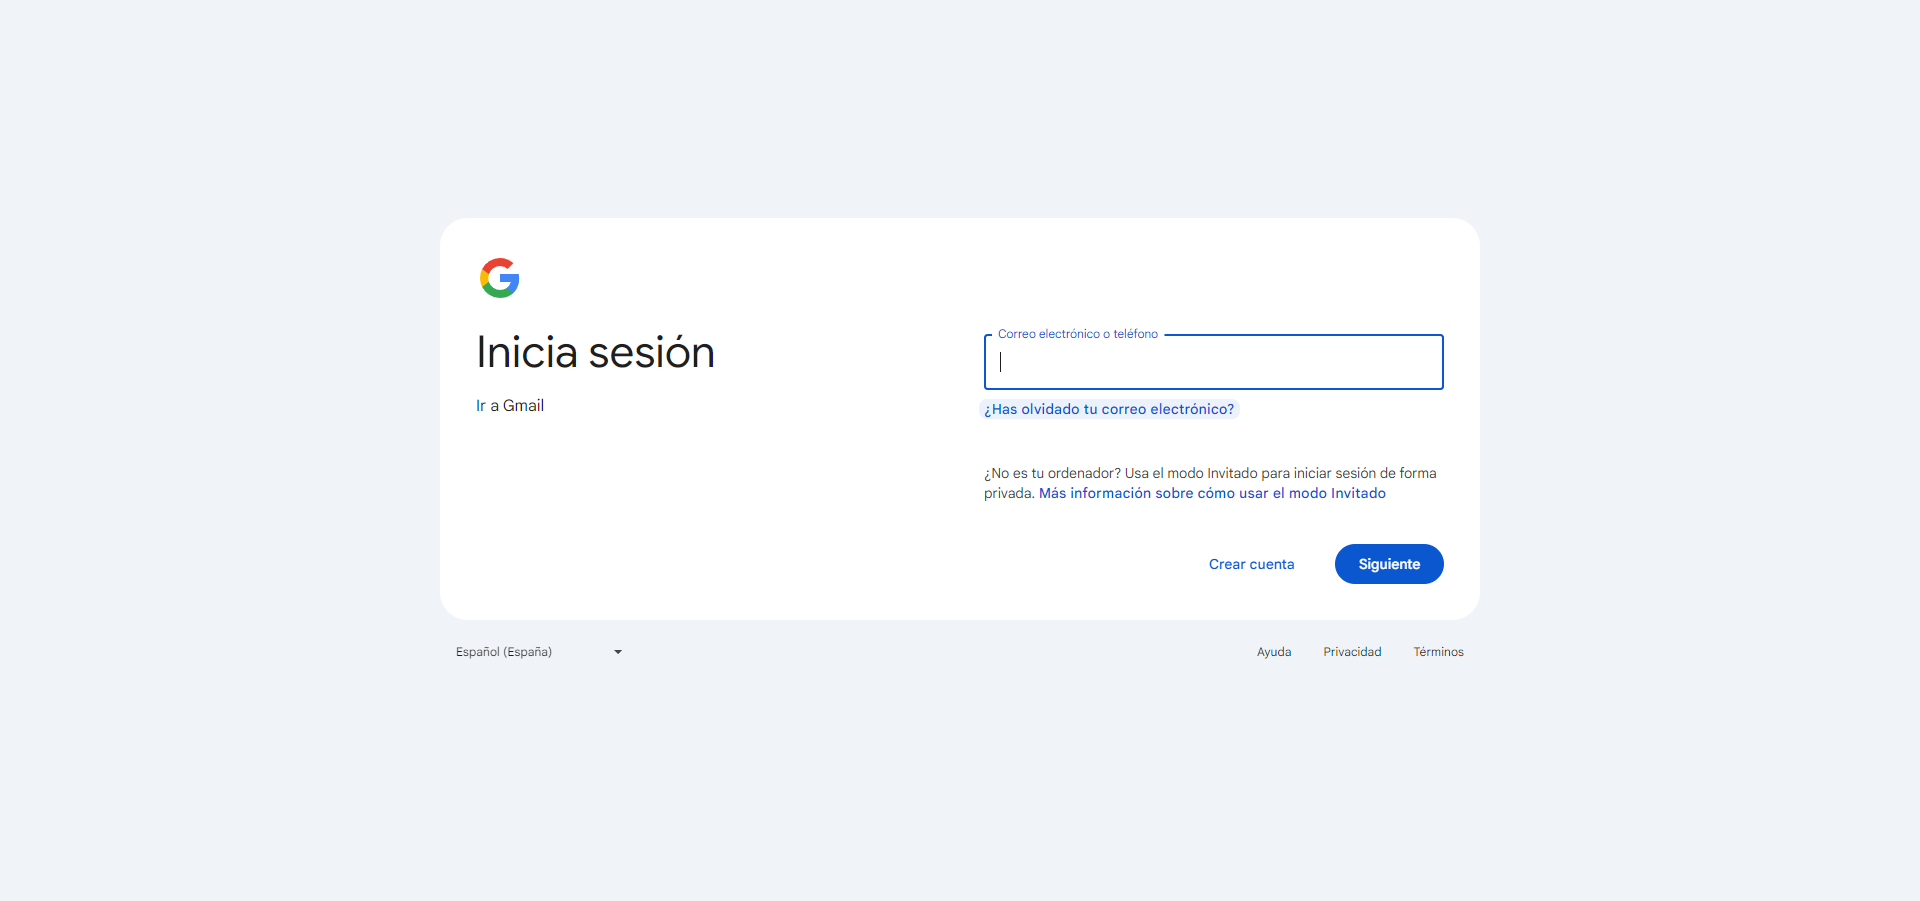 Inicia sesión
Ir a Gmail
Correo electrónico o teléfono
¿Has olvidado tu correo electrónico?
¿No es tu ordenador? Usa el modo Invitado para iniciar sesión de forma
privada. Más información sobre cómo usar el modo Invitado
Crear cuenta
Siguiente
Español (España)
Ayuda
Privacidad
Términos